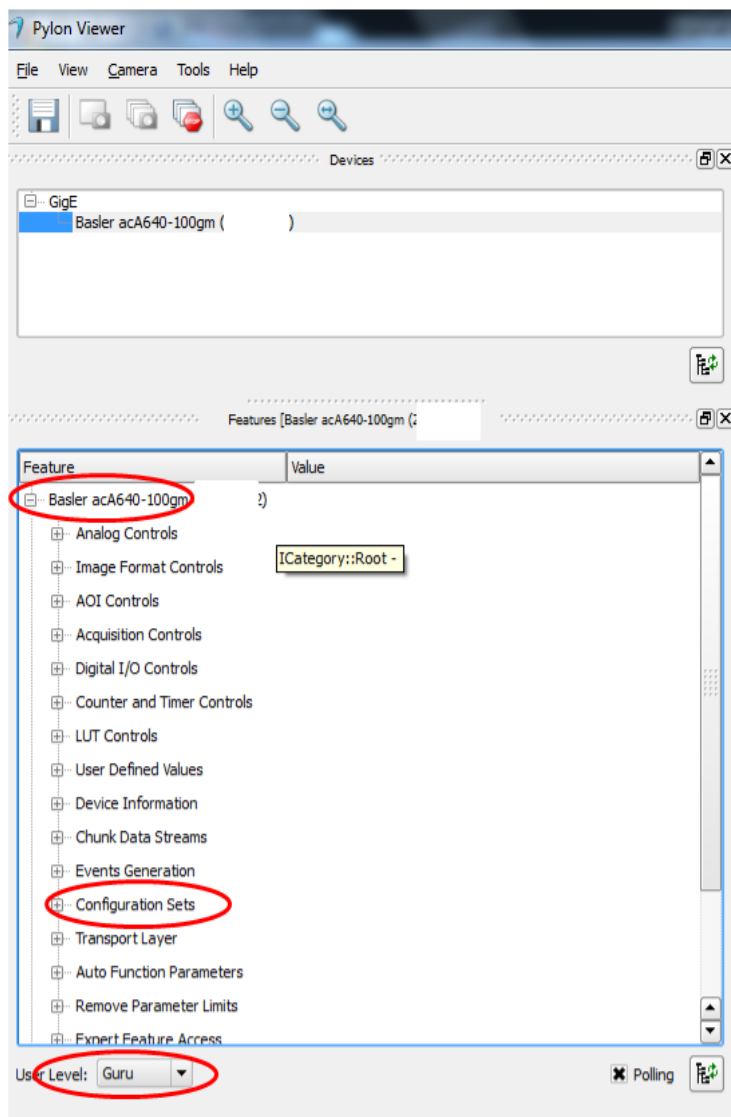 Pylon Viewer
File View Camera Tools Help
Devices
GigE
Basler acA640-100gm ( )
Features [Basler acA640-100gm (2
Feature Value
Basler acA640-100gm 2)
Analog Controls
ICategory::Root -
Image Format Controls
AOI Controls
Acquisition Controls
Digital I/O Controls
Counter and Timer Controls
LUT Controls
User Defined Values
Device Information
Chunk Data Streams
Events Generation
Configuration Sets
Transport Layer
Auto Function Parameters
Remove Parameter Limits
Expert Feature Access
User Level: Guru Polling